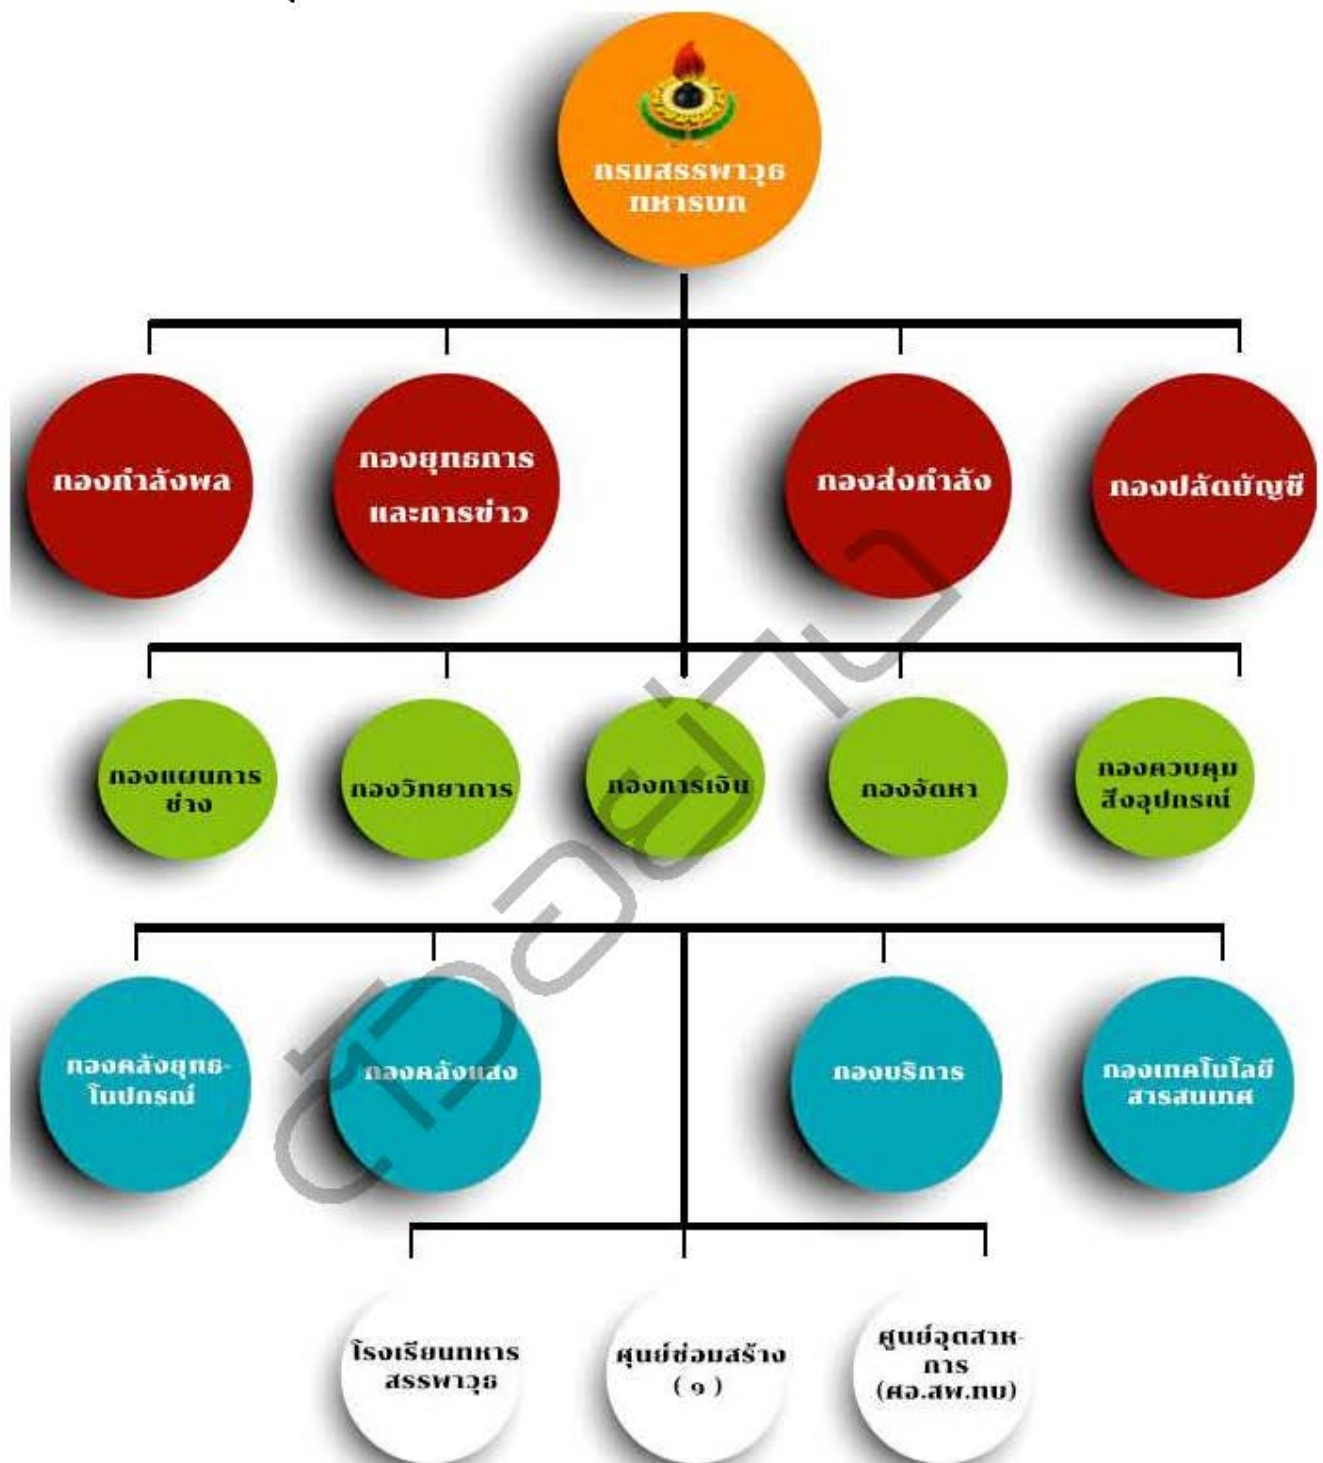 กรมสรรพาวุธ
ทหารบก
กองกำลังพล
กองยุทธการ
และการข่าว
กองส่งกำลัง
กองปลัดบัญชี
กองแผนการ
ช่าง
กองวิทยาการ
กองการเงิน
กองจัดหา
กองควบคุม
สิ่งอุปกรณ์
กองคลังยุทธ-
โนปกรณ์
กองคลังแสง
กองบริการ
กองเทคโนโลยี
สารสนเทศ
โรงเรียนทหาร
สรรพาวุธ
ศูนย์ซ่อมสร้าง
( ๑ )
ศูนย์อุตสาห-
การ
(ศอ.สพ.ทบ)
ตัวอย่าง